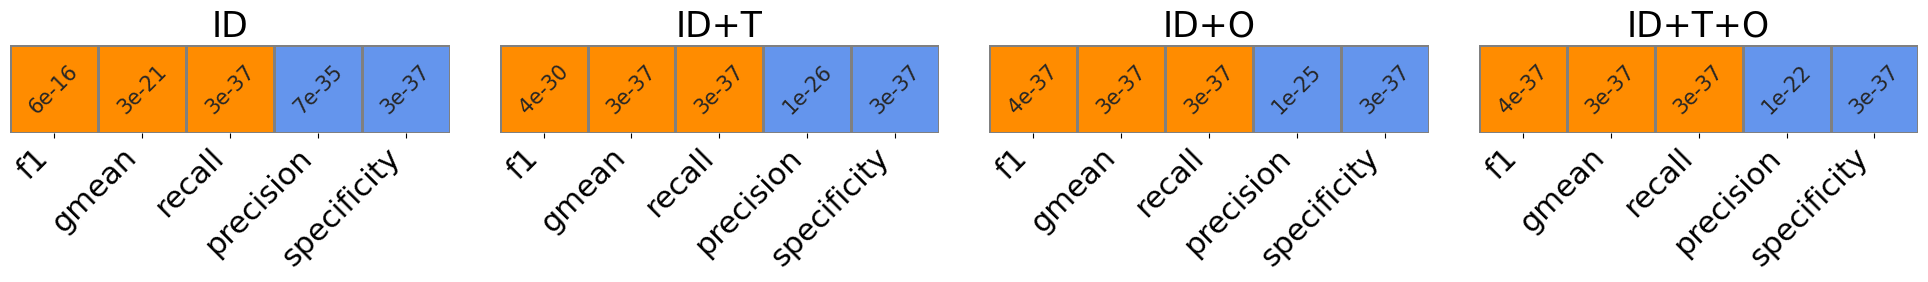 ID
6e-16 3e-21 3e-37 7e-35 3e-37
f1 gmean recall precision specificity
ID+T
4e-30 3e-37 3e-37 1e-26 3e-37
f1 gmean recall precision specificity
ID+O
4e-37 3e-37 3e-37 1e-25 3e-37
f1 gmean recall precision specificity
ID+T+O
4e-37 3e-37 3e-37 1e-22 3e-37
f1 gmean recall precision specificity